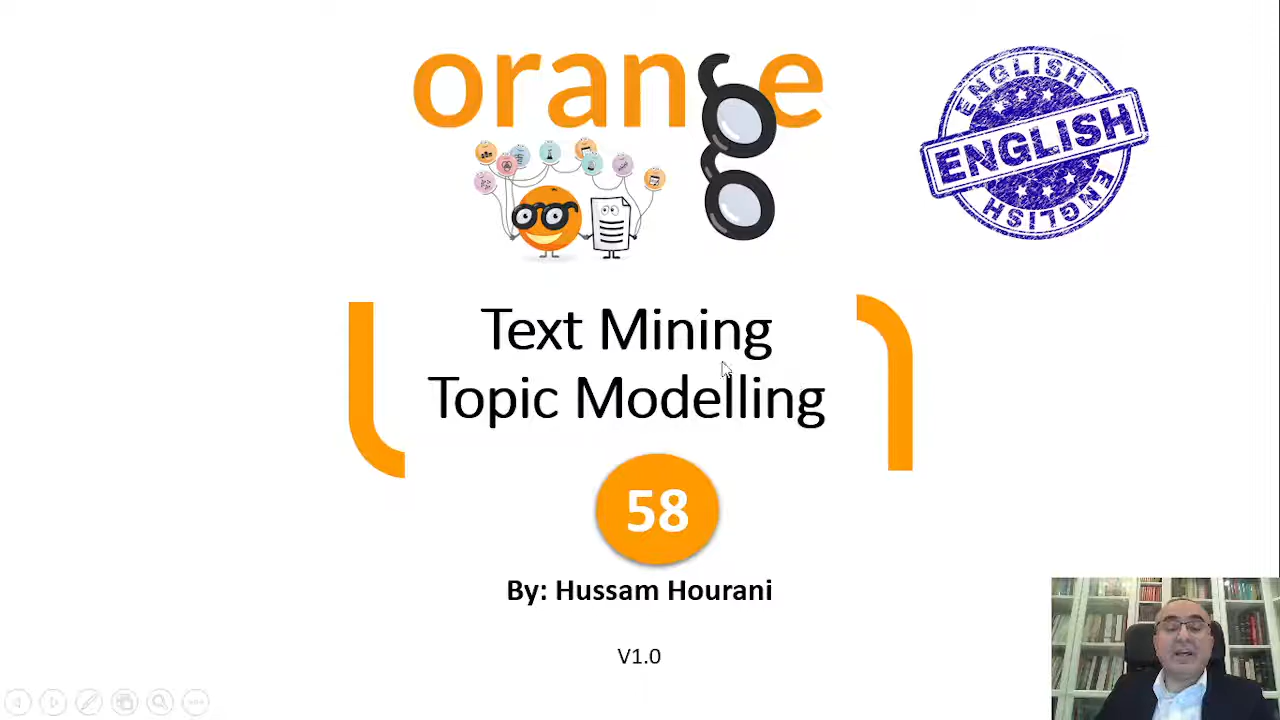 orange
ENGLISH
ENGLISH
ENGLISH
Text Mining
Topic Modelling
58
By: Hussam Hourani
V1.0